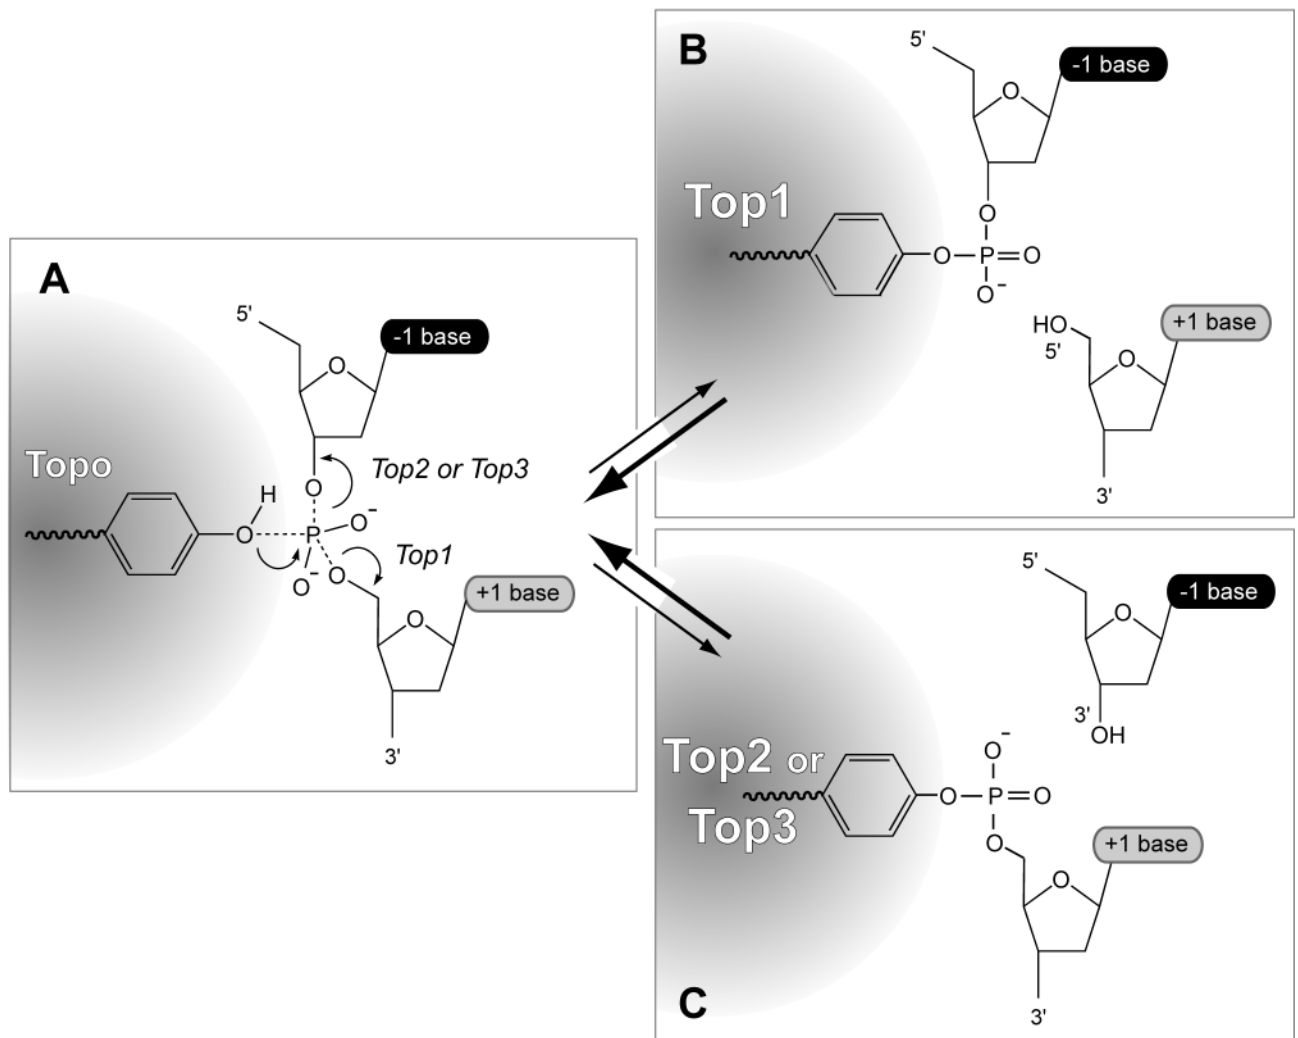 A
5'
-1 base
O
Topo
Top2 or Top3
O
H
O
P
O-
Top1
O-
O
+1 base
O
3'
B
5'
-1 base
O
Top1
O
O
P
O
O-
HO
5'
+1 base
O
3'
5'
-1 base
O
3'
OH
Top2 or
O-
O
P
O
Top3
O
+1 base
O
C
3'